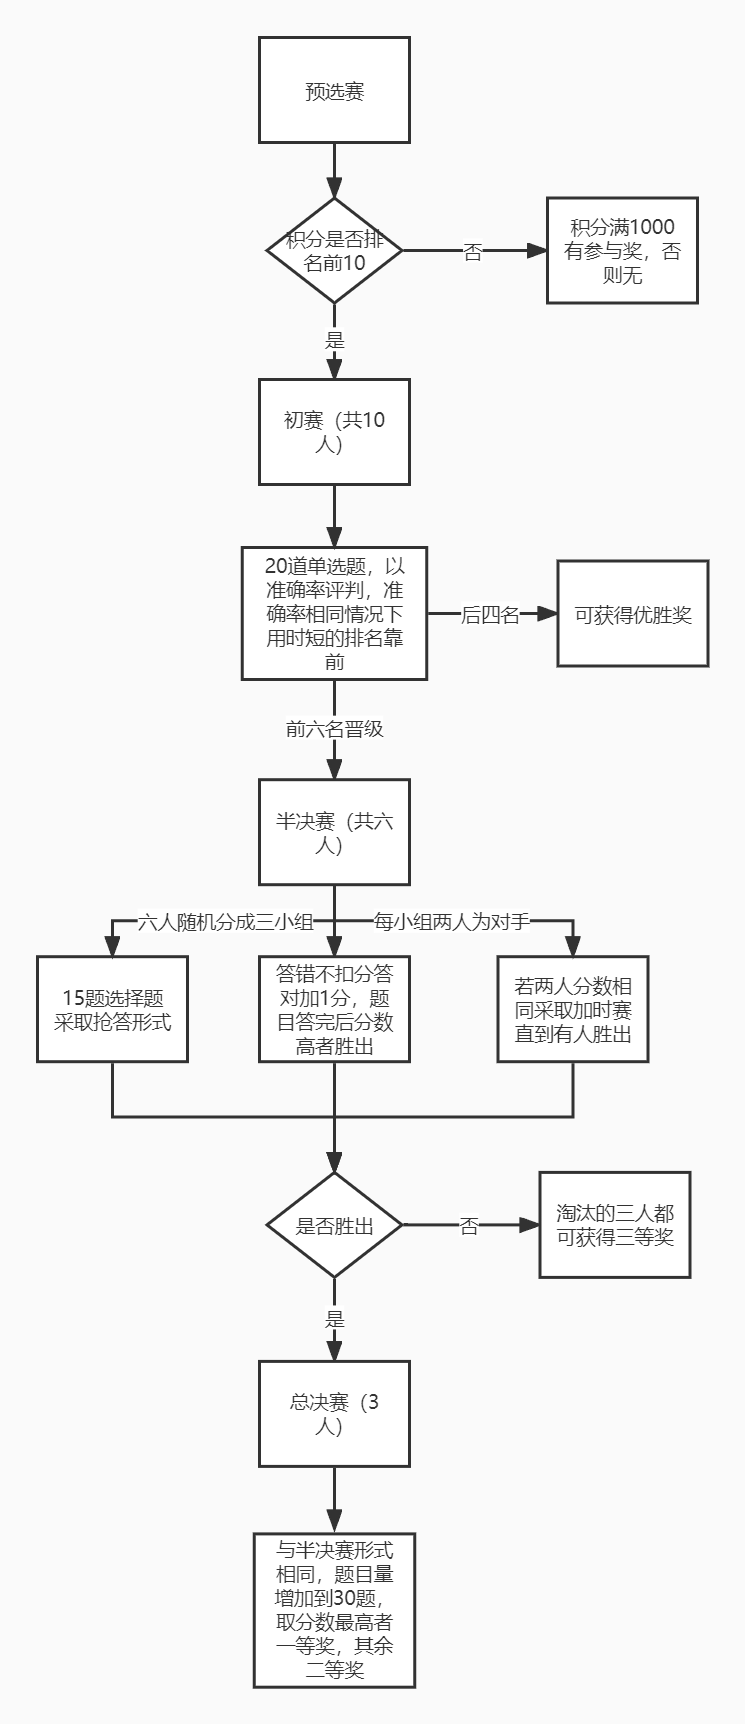 预选赛
积分是否排
名前10
否
积分满1000
有参与奖，否
则无
是
初赛（共10
人）
20道单选题，以
准确率评判，准
确率相同情况下
用时短的排名靠
前
后四名
可获得优胜奖
前六名晋级
半决赛（共六
人）
六人随机分成三小组
每小组两人为对手
15题选择题
采取抢答形式
答错不扣分答
对加1分，题
目答完后分数
高者胜出
若两人分数相
同采取加时赛
直到有人胜出
是否胜出
否
淘汰的三人都
可获得三等奖
是
总决赛（3
人）
与半决赛形式
相同，题目量
增加到30题，
取分数最高者
一等奖，其余
二等奖